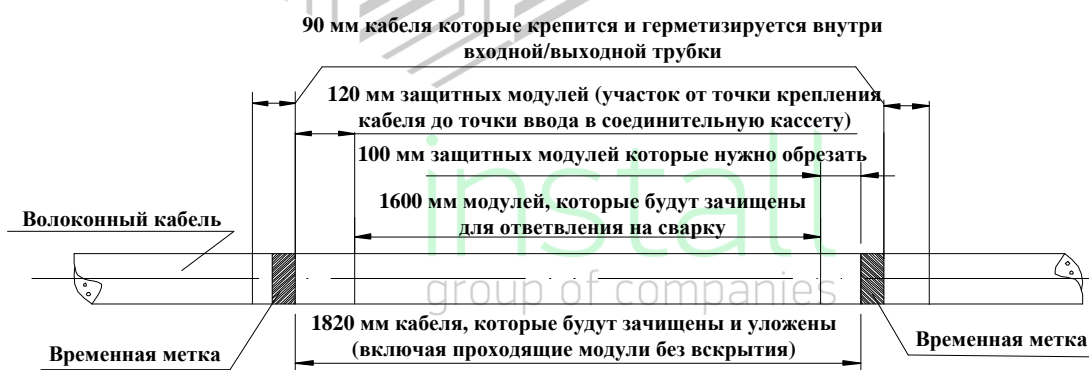 90 мм кабеля которые крепится и герметизируется внутри
входной/выходной трубки
120 мм защитных модулей (участок от точки крепления
кабеля до точки ввода в соединительную кассету)
100 мм защитных модулей которые нужно обрезать
1600 мм модулей, которые будут зачищены
для ответвления на сварку
Волоконный кабель
install
group of companies
1820 мм кабеля, которые будут зачищены и уложены
(включая проходящие модули без вскрытия)
Временная метка
Временная метка